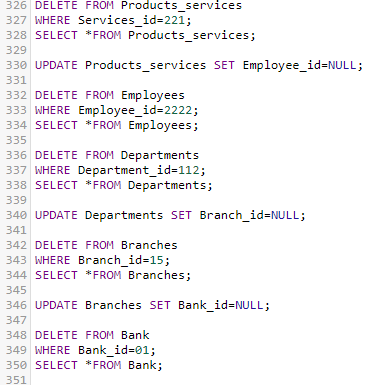 326 DELETE FROM Products_services
327 WHERE Services_id=221;
328 SELECT *FROM Products_services;
329
330 UPDATE Products_services SET Employee_id=NULL;
331
332 DELETE FROM Employees
333 WHERE Employee_id=2222;
334 SELECT *FROM Employees;
335
336 DELETE FROM Departments
337 WHERE Department_id=112;
338 SELECT *FROM Departments;
339
340 UPDATE Departments SET Branch_id=NULL;
341
342 DELETE FROM Branches
343 WHERE Branch_id=15;
344 SELECT *FROM Branches;
345
346 UPDATE Branches SET Bank_id=NULL;
347
348 DELETE FROM Bank
349 WHERE Bank_id=01;
350 SELECT *FROM Bank;
351